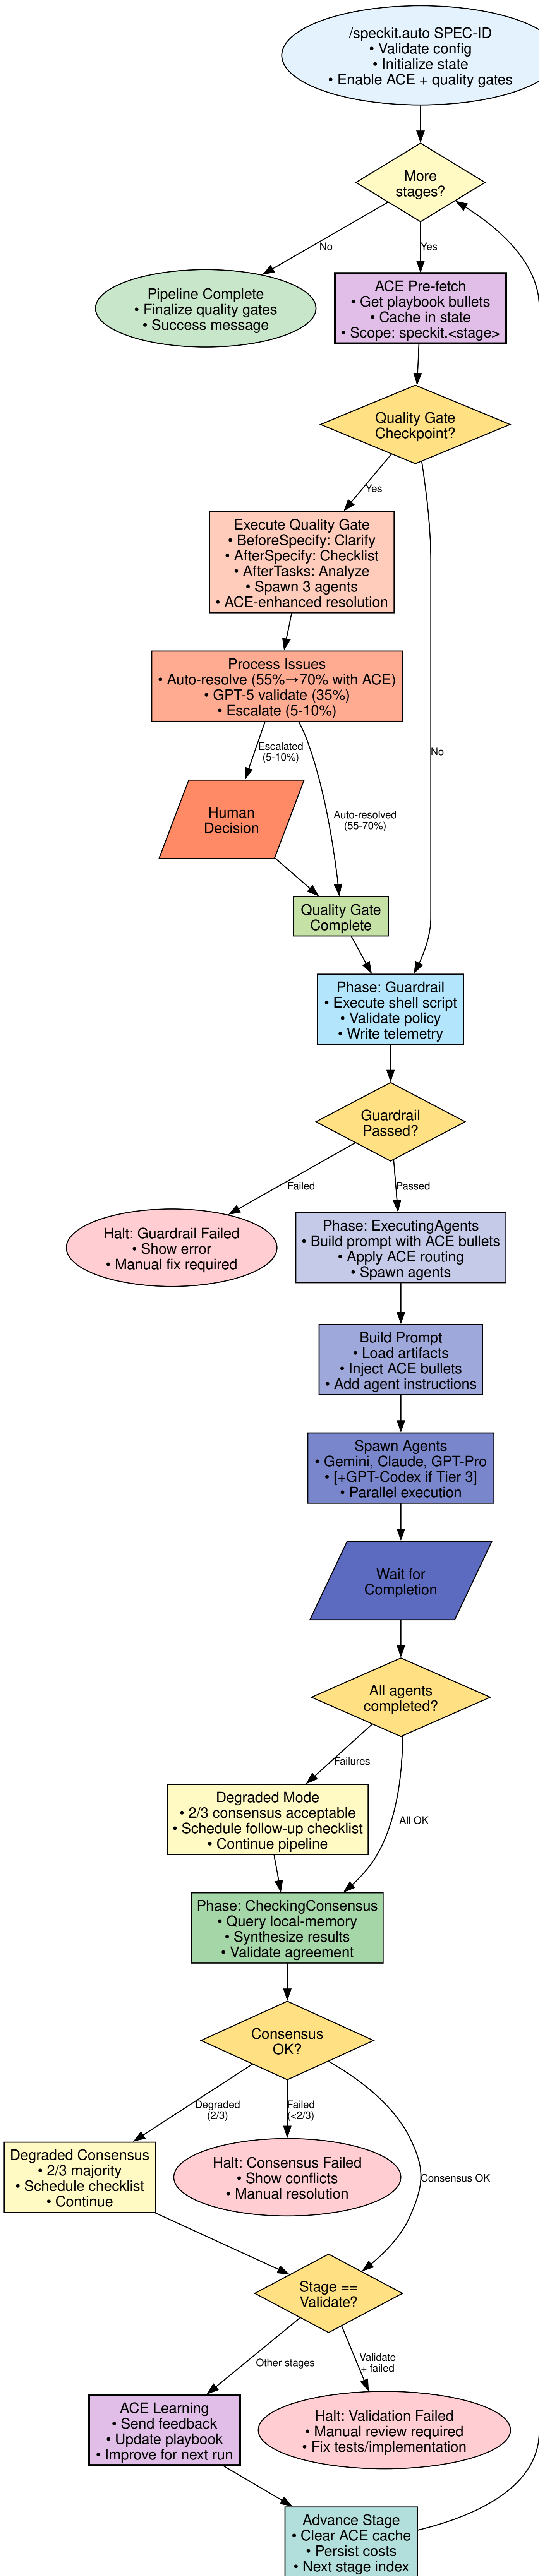 /speckit.auto SPEC-ID
• Validate config
• Initialize state
• Enable ACE + quality gates
More
stages?
No
Yes
Pipeline Complete
• Finalize quality gates
• Success message
ACE Pre-fetch
• Get playbook bullets
• Cache in state
• Scope: speckit.<stage>
Quality Gate
Checkpoint?
Yes
Execute Quality Gate
• BeforeSpecify: Clarify
• AfterSpecify: Checklist
• AfterTasks: Analyze
• Spawn 3 agents
• ACE-enhanced resolution
Process Issues
• Auto-resolve (55%→70% with ACE)
• GPT-5 validate (35%)
• Escalate (5-10%)
Escalated
(5-10%)
No
Human
Decision
Auto-resolved
(55-70%)
Quality Gate
Complete
Phase: Guardrail
• Execute shell script
• Validate policy
• Write telemetry
Guardrail
Passed?
Failed
Passed
Halt: Guardrail Failed
• Show error
• Manual fix required
Phase: ExecutingAgents
• Build prompt with ACE bullets
• Apply ACE routing
• Spawn agents
Build Prompt
• Load artifacts
• Inject ACE bullets
• Add agent instructions
Spawn Agents
• Gemini, Claude, GPT-Pro
• [+GPT-Codex if Tier 3]
• Parallel execution
Wait for
Completion
All agents
completed?
Failures
Degraded Mode
• 2/3 consensus acceptable
• Schedule follow-up checklist
• Continue pipeline
All OK
Phase: CheckingConsensus
• Query local-memory
• Synthesize results
• Validate agreement
Consensus
OK?
Degraded
(2/3)
Failed
(<2/3)
Degraded Consensus
• 2/3 majority
• Schedule checklist
• Continue
Halt: Consensus Failed
• Show conflicts
• Manual resolution
Consensus OK
Stage ==
Validate?
Other stages
Validate
+ failed
ACE Learning
• Send feedback
• Update playbook
• Improve for next run
Halt: Validation Failed
• Manual review required
• Fix tests/implementation
Advance Stage
• Clear ACE cache
• Persist costs
• Next stage index